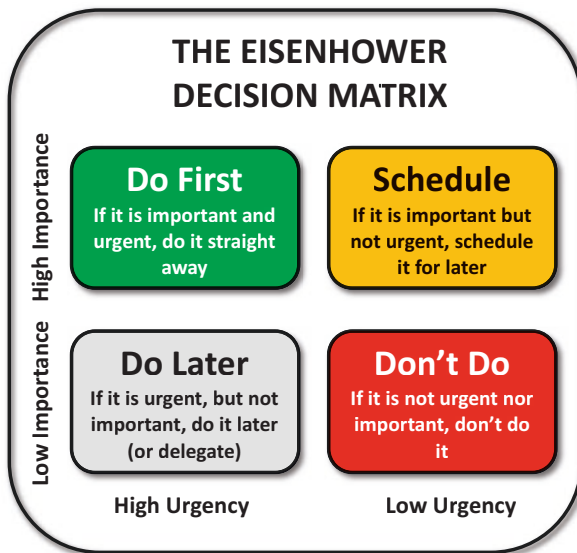 THE EISENHOWER
DECISION MATRIX
High Importance
Do First
If it is important and
urgent, do it straight
away
Schedule
If it is important but
not urgent, schedule
it for later
Low Importance
Do Later
If it is urgent, but not
important, do it later
(or delegate)
Don't Do
If it is not urgent nor
important, don't do
it
High Urgency
Low Urgency